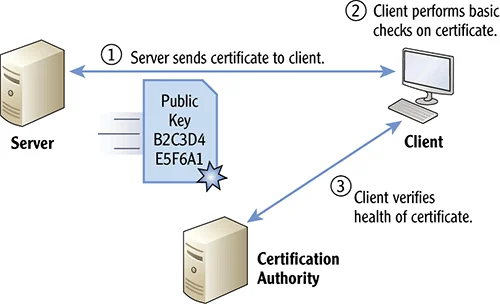 ② Client performs basic
checks on certificate.
① Server sends certificate to client.
Public
Key
B2C3D4
E5F6A1
Server
Client
③
Client verifies
health of certificate.
Certification
Authority